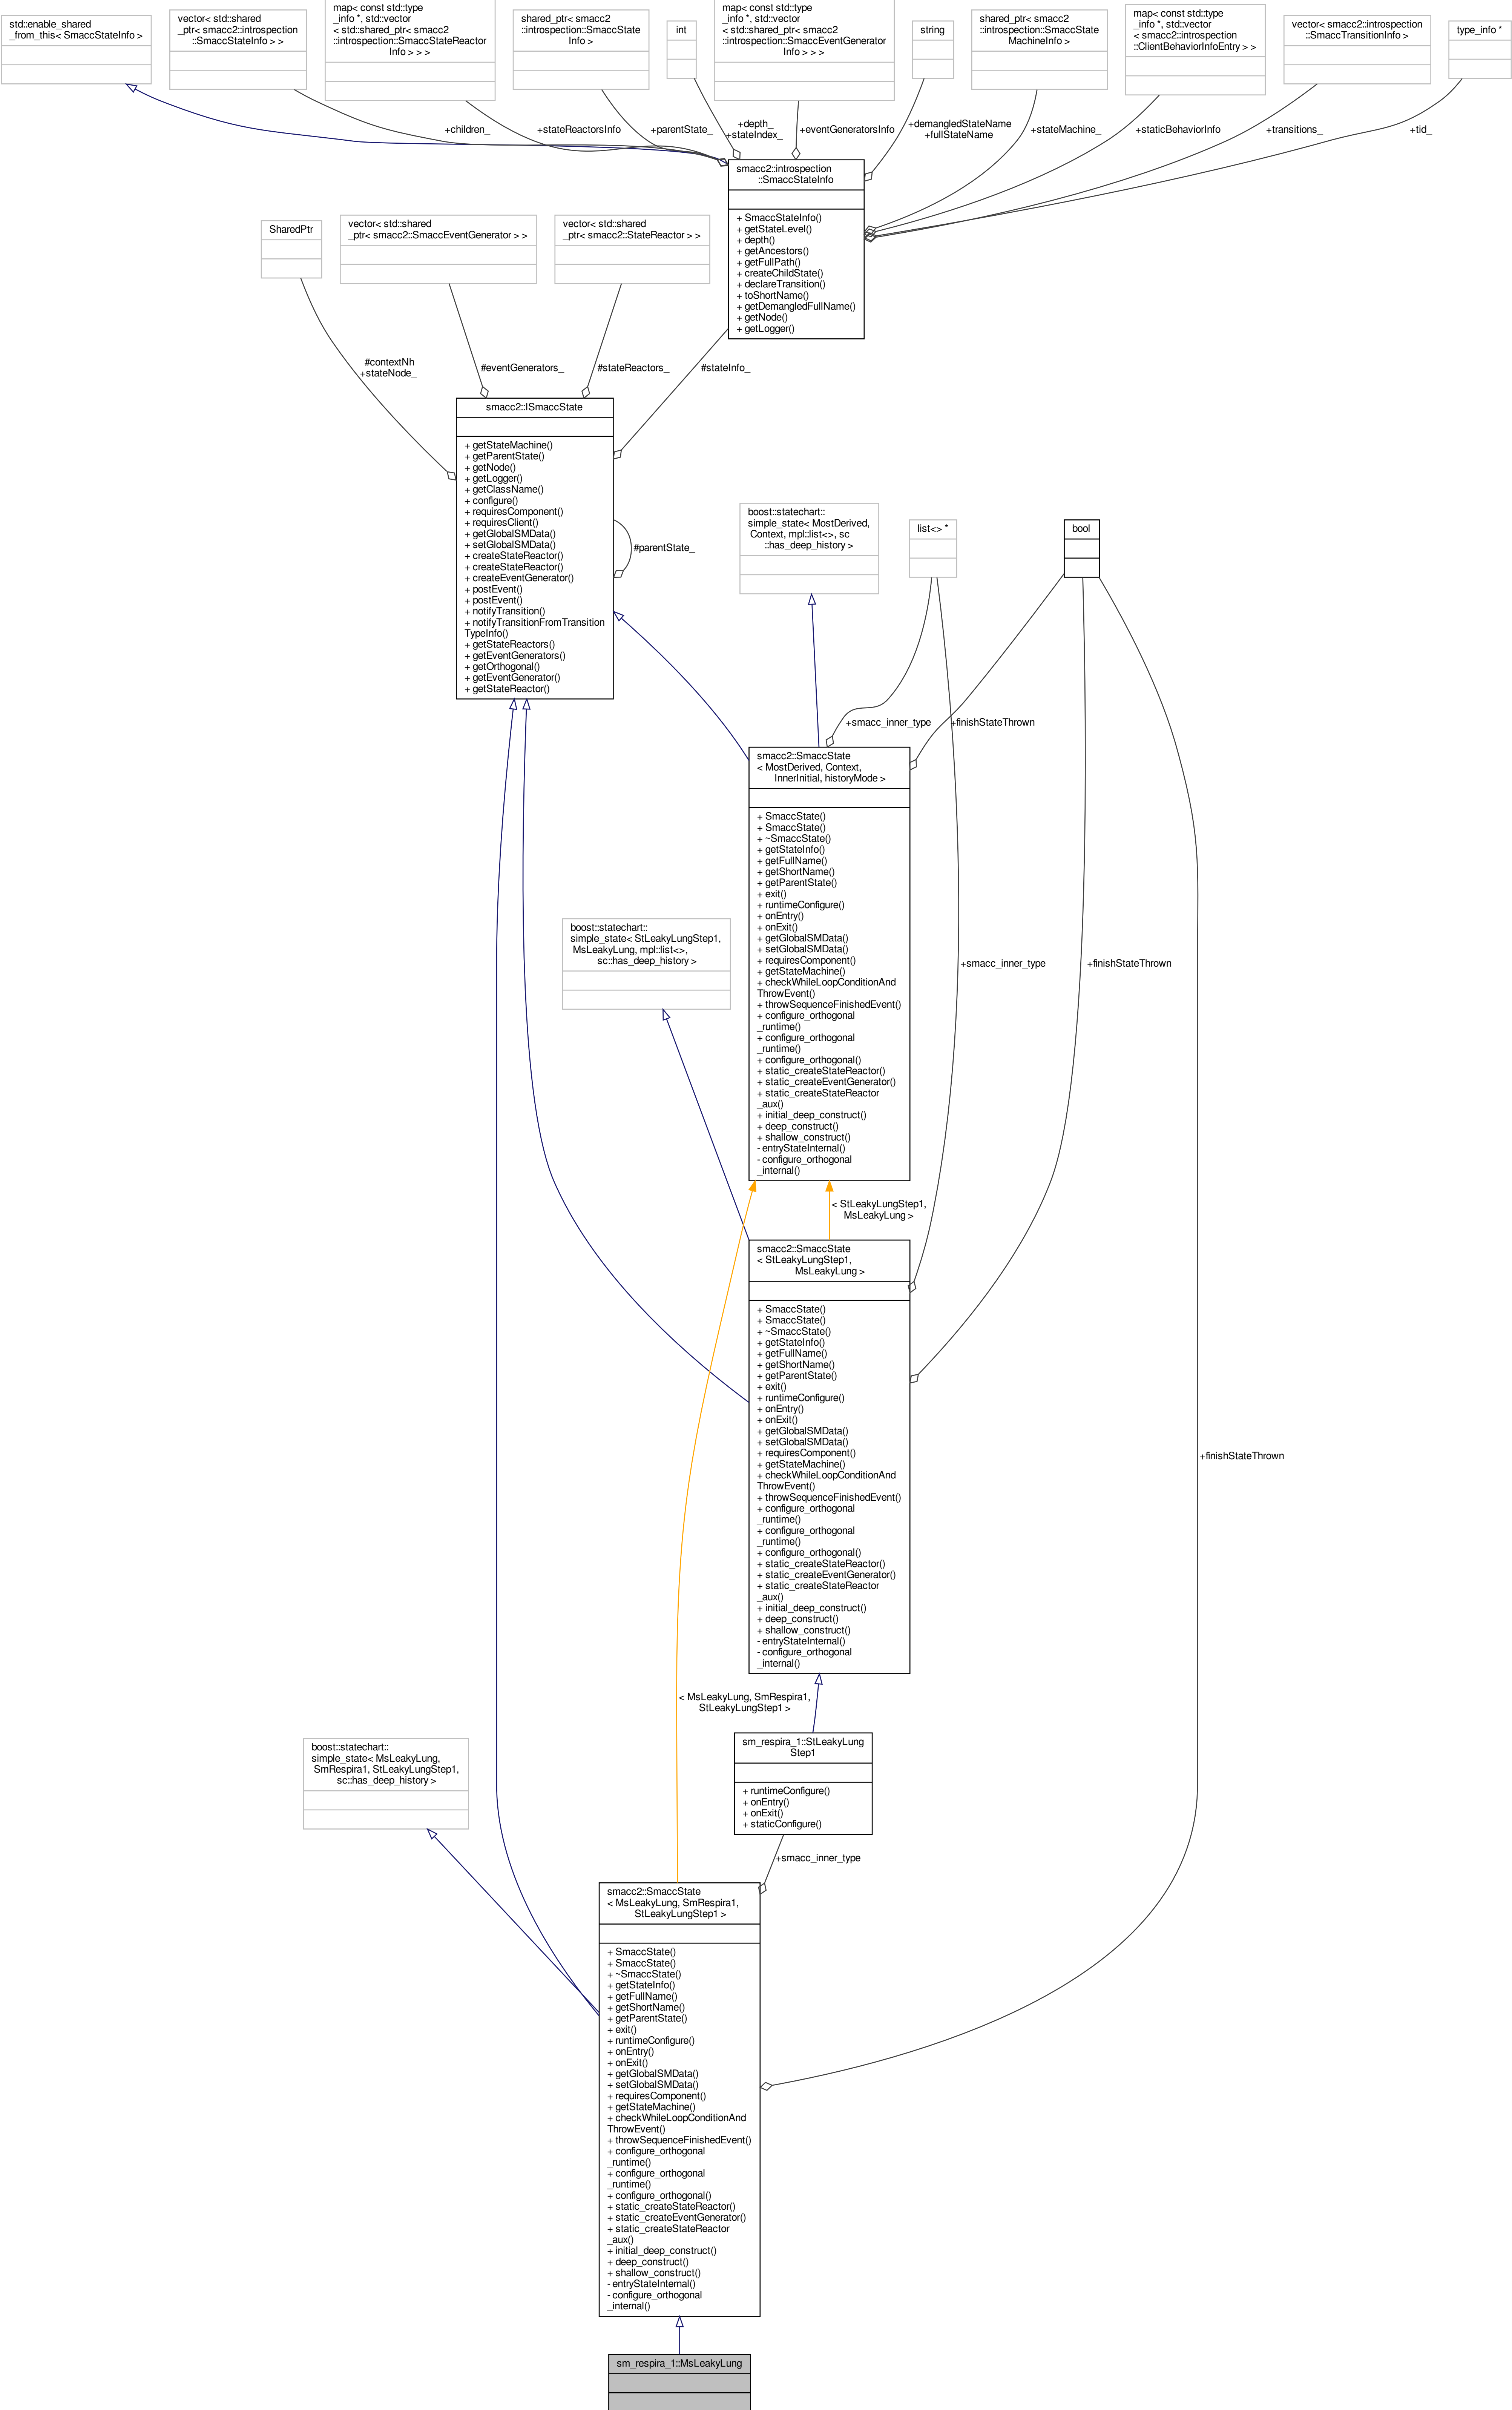 std::enable_shared
_from_this< SmaccStateInfo >
vector< std::shared
_ptr< smacc2::introspection
::SmaccStateInfo > >
map< const std::type
_info *, std::vector
< std::shared_ptr< smacc2
::introspection::SmaccStateReactor
Info > > >
shared_ptr< smacc2
::introspection::SmaccState
Info >
int
map< const std::type
_info *, std::vector
< std::shared_ptr< smacc2
::introspection::SmaccEventGenerator
Info > > >
string
shared_ptr< smacc2
::introspection::SmaccState
MachineInfo >
map< const std::type
_info *, std::vector
< smacc2::introspection
::ClientBehaviorInfoEntry > >
vector< smacc2::introspection
::SmaccTransitionInfo >
type_info *
+children_
+stateReactorsInfo
+parentState_
+depth_
+stateIndex_
+eventGeneratorsInfo
+demangledStateName
+fullStateName
+stateMachine_
+staticBehaviorInfo
+transitions_
+tid_
smacc2::introspection
::SmaccStateInfo
+ SmaccStateInfo()
+ getStateLevel()
+ depth()
+ getAncestors()
+ getFullPath()
+ createChildState()
+ declareTransition()
+ toShortName()
+ getDemangledFullName()
+ getNode()
+ getLogger()
SharedPtr
vector< std::shared
_ptr< smacc2::SmaccEventGenerator > >
vector< std::shared
_ptr< smacc2::StateReactor > >
#contextNh
+stateNode_
#eventGenerators_
#stateReactors_
#stateInfo_
smacc2::ISmaccState
+ getStateMachine()
+ getParentState()
+ getNode()
+ getLogger()
+ getClassName()
+ configure()
+ requiresComponent()
+ requiresClient()
+ getGlobalSMData()
+ setGlobalSMData()
+ createStateReactor()
+ createStateReactor()
+ createEventGenerator()
+ postEvent()
+ postEvent()
+ notifyTransition()
+ notifyTransitionFromTransition
TypeInfo()
+ getStateReactors()
+ getEventGenerators()
+ getOrthogonal()
+ getEventGenerator()
+ getStateReactor()
#parentState_
boost::statechart::
simple_state< MostDerived,
Context, mpl::list<>, sc
::has_deep_history >
list<> *
bool
+smacc_inner_type
+finishStateThrown
smacc2::SmaccState
< MostDerived, Context,
InnerInitial, historyMode >
+ SmaccState()
+ SmaccState()
+ ~SmaccState()
+ getStateInfo()
+ getFullName()
+ getShortName()
+ getParentState()
+ exit()
+ runtimeConfigure()
+ onEntry()
+ onExit()
+ getGlobalSMData()
+ setGlobalSMData()
+ requiresComponent()
+ getStateMachine()
+ checkWhileLoopConditionAnd
ThrowEvent()
+ throwSequenceFinishedEvent()
+ configure_orthogonal
_runtime()
+ configure_orthogonal
_runtime()
+ configure_orthogonal()
+ static_createStateReactor()
+ static_createEventGenerator()
+ static_createStateReactor
_aux()
+ initial_deep_construct()
+ deep_construct()
+ shallow_construct()
- entryStateInternal()
- configure_orthogonal
_internal()
boost::statechart::
simple_state< StLeakyLungStep1,
MsLeakyLung, mpl::list<>,
sc::has_deep_history >
+smacc_inner_type
+finishStateThrown
< StLeakyLungStep1,
MsLeakyLung >
smacc2::SmaccState
< StLeakyLungStep1,
MsLeakyLung >
+ SmaccState()
+ SmaccState()
+ ~SmaccState()
+ getStateInfo()
+ getFullName()
+ getShortName()
+ getParentState()
+ exit()
+ runtimeConfigure()
+ onEntry()
+ onExit()
+ getGlobalSMData()
+ setGlobalSMData()
+ requiresComponent()
+ getStateMachine()
+ checkWhileLoopConditionAnd
ThrowEvent()
+ throwSequenceFinishedEvent()
+ configure_orthogonal
_runtime()
+ configure_orthogonal
_runtime()
+ configure_orthogonal()
+ static_createStateReactor()
+ static_createEventGenerator()
+ static_createStateReactor
_aux()
+ initial_deep_construct()
+ deep_construct()
+ shallow_construct()
- entryStateInternal()
- configure_orthogonal
_internal()
+finishStateThrown
< MsLeakyLung, SmRespira1,
StLeakyLungStep1 >
sm_respira_1::StLeakyLung
Step1
+ runtimeConfigure()
+ onEntry()
+ onExit()
+ staticConfigure()
boost::statechart::
simple_state< MsLeakyLung,
SmRespira1, StLeakyLungStep1,
sc::has_deep_history >
+smacc_inner_type
smacc2::SmaccState
< MsLeakyLung, SmRespira1,
StLeakyLungStep1 >
+ SmaccState()
+ SmaccState()
+ ~SmaccState()
+ getStateInfo()
+ getFullName()
+ getShortName()
+ getParentState()
+ exit()
+ runtimeConfigure()
+ onEntry()
+ onExit()
+ getGlobalSMData()
+ setGlobalSMData()
+ requiresComponent()
+ getStateMachine()
+ checkWhileLoopConditionAnd
ThrowEvent()
+ throwSequenceFinishedEvent()
+ configure_orthogonal
_runtime()
+ configure_orthogonal
_runtime()
+ configure_orthogonal()
+ static_createStateReactor()
+ static_createEventGenerator()
+ static_createStateReactor
_aux()
+ initial_deep_construct()
+ deep_construct()
+ shallow_construct()
- entryStateInternal()
- configure_orthogonal
_internal()
sm_respira_1::MsLeakyLung